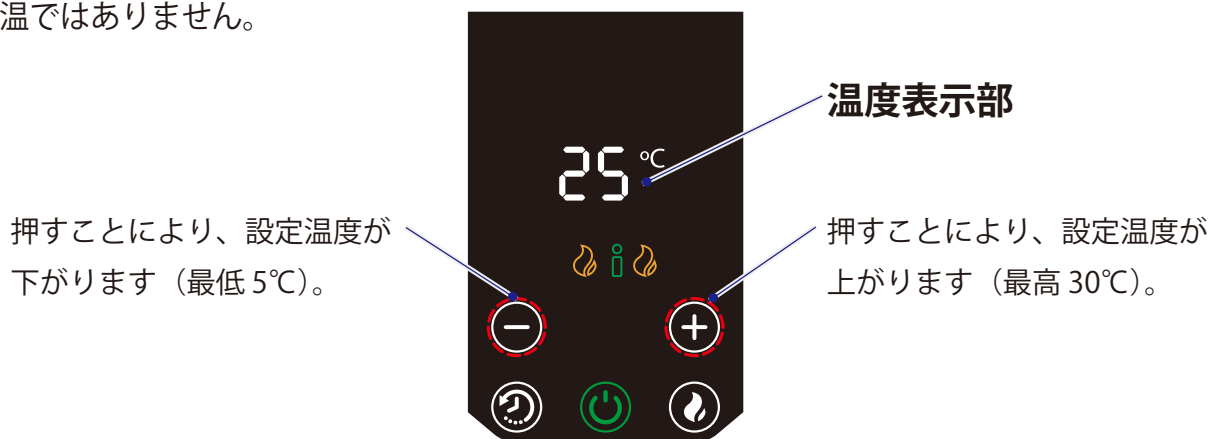 温ではありません。
温度表示部
25 ℃
押すことにより、設定温度が
下がります（最低 5℃）。
押すことにより、設定温度が
上がります（最高 30℃）。